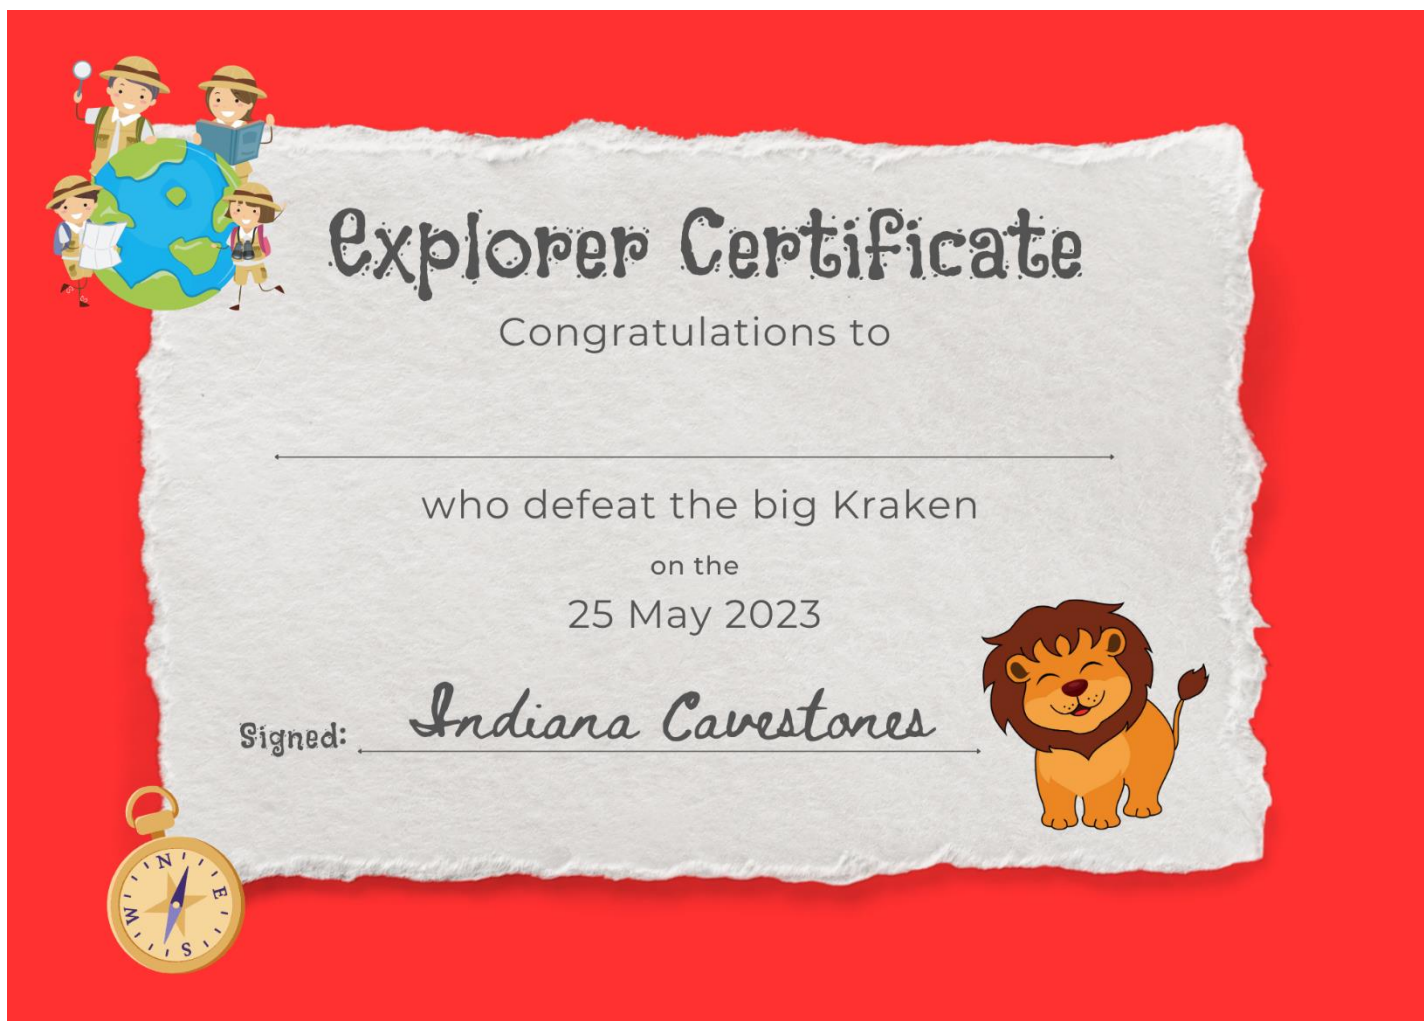 Explorer Certificate
Congratulations to
who defeat the big Kraken
on the
25 May 2023
Signed: Indiana Cavestones
N
E
W
S